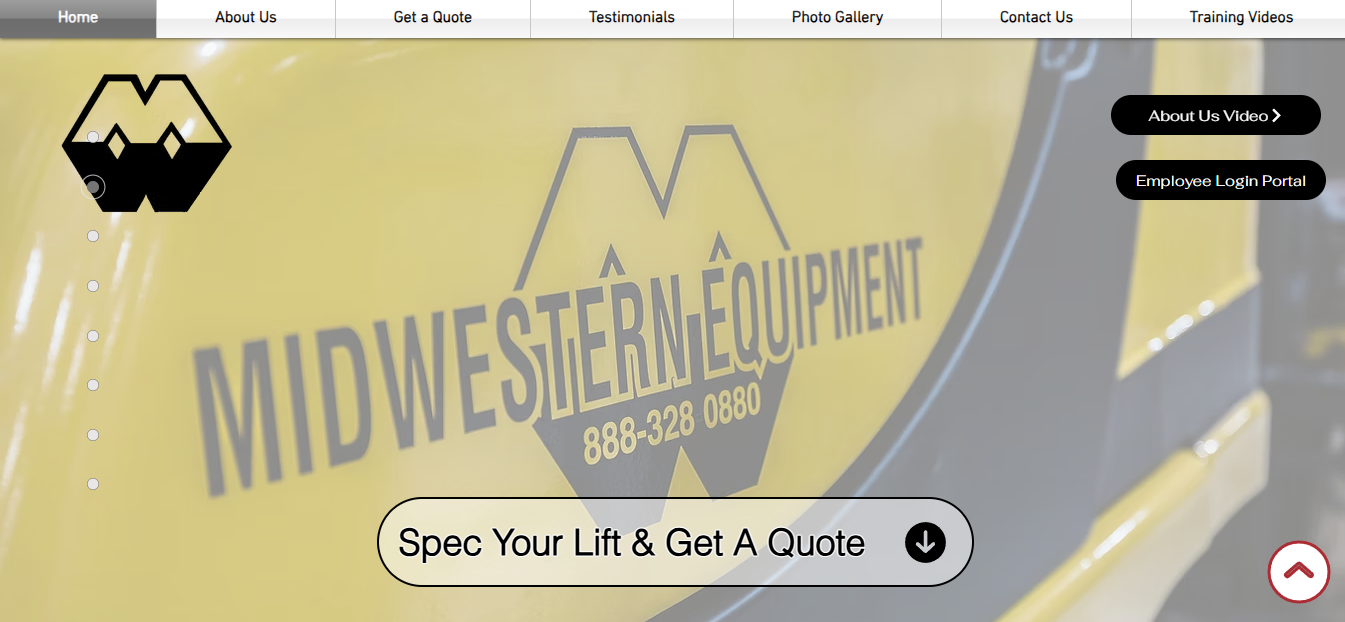 Home
About Us
Get a Quote
Testimonials
Photo Gallery
Contact Us
Training Videos
About Us Video
Employee Login Portal
MIDWESTERN EQUIPMENT
888-328 0880
Spec Your Lift & Get A Quote